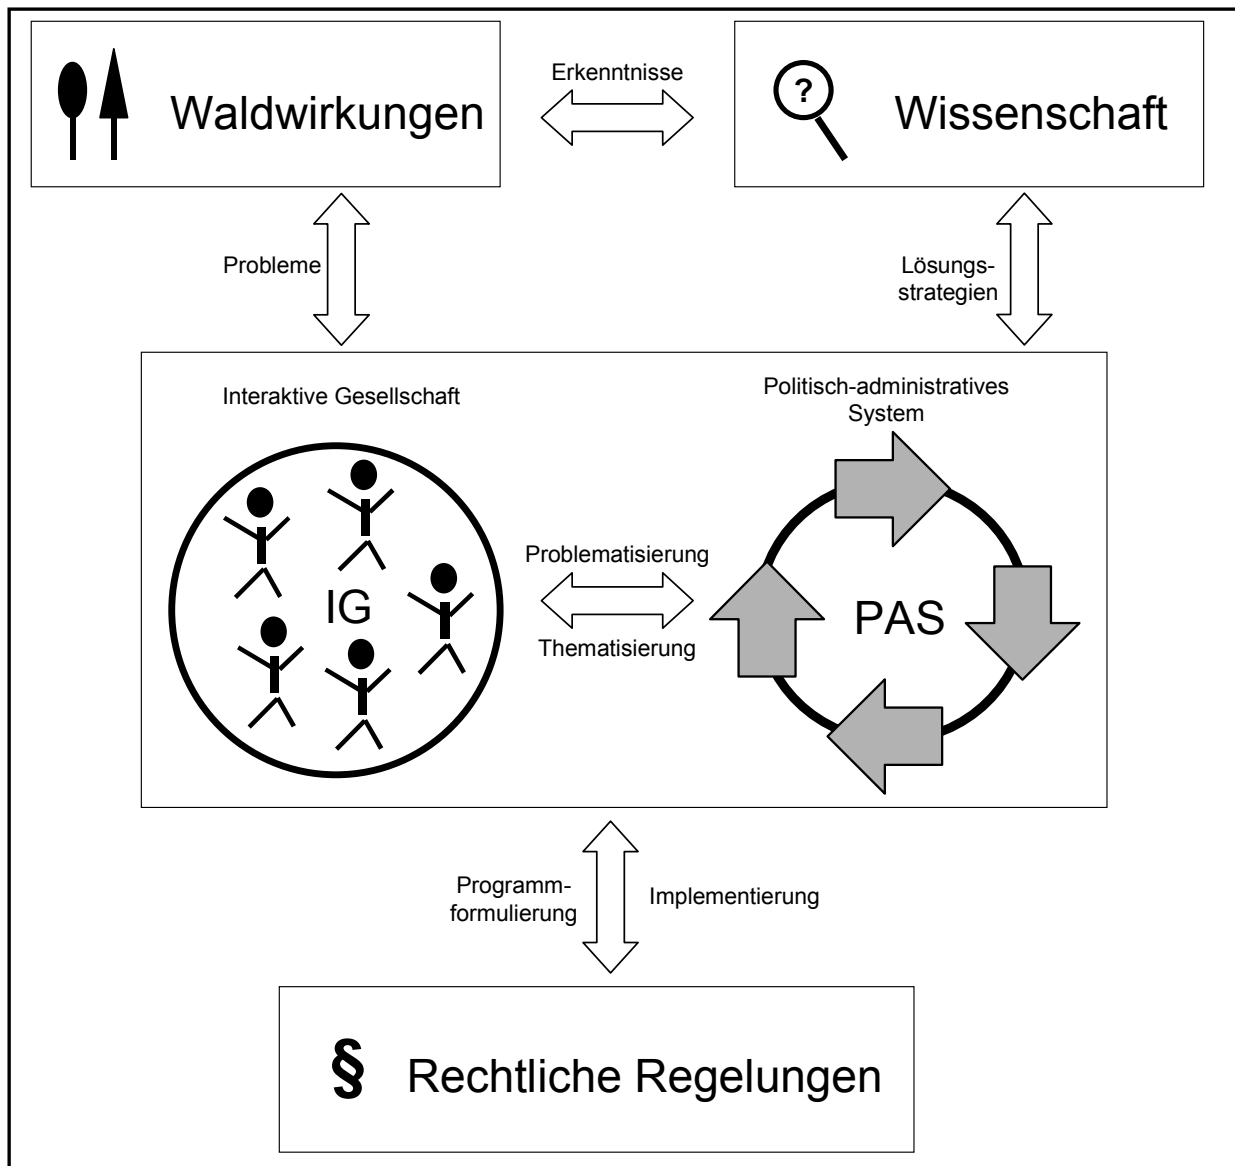 Waldwirkungen
Erkenntnisse
?
Wissenschaft
Probleme
Lösungs-
strategien
Interaktive Gesellschaft
Politisch-administratives
System
IG
Problematisierung
Thematisierung
PAS
Programm-
formulierung
Implementierung
§ Rechtliche Regelungen